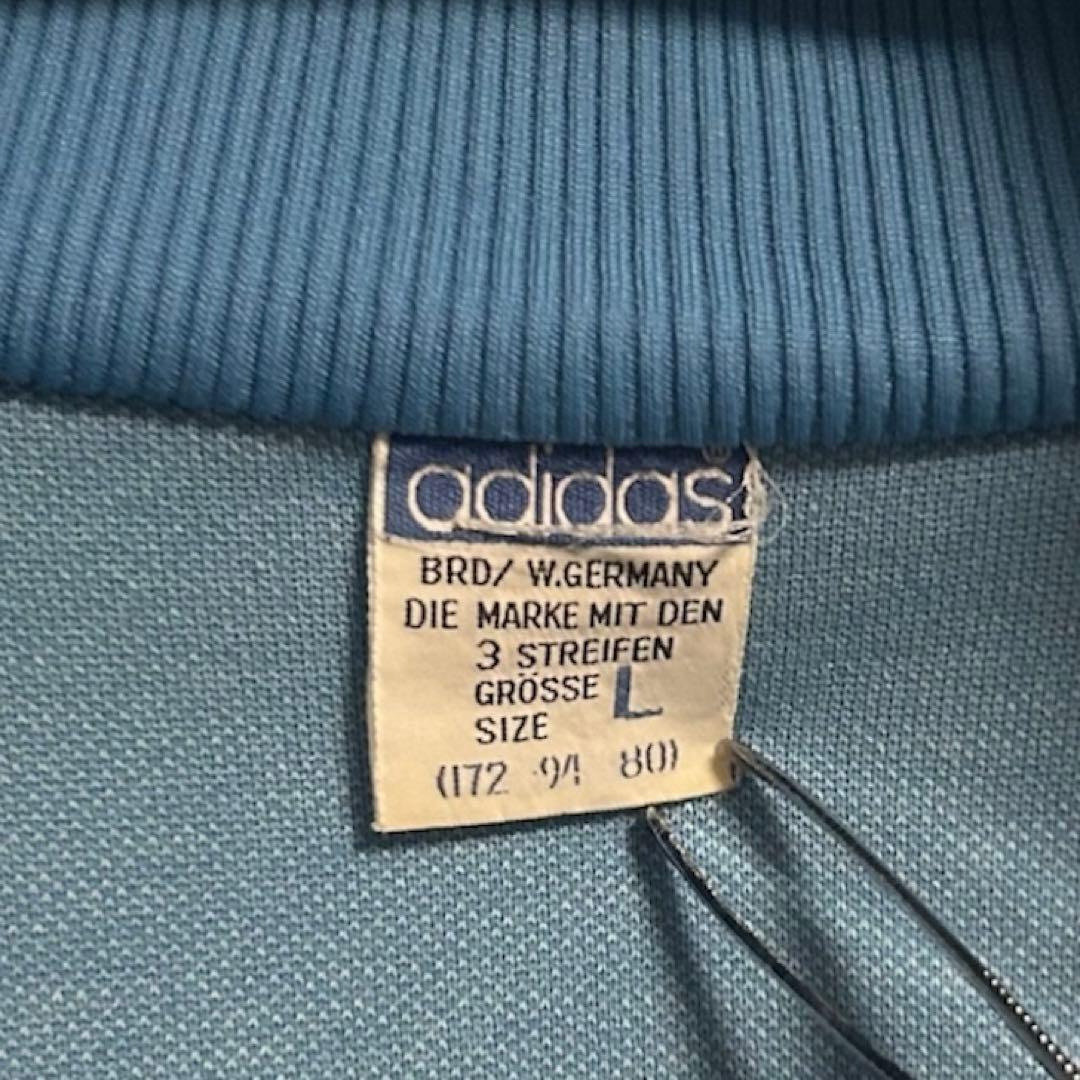 adidas®
BRD/ W.GERMANY
DIE MARKE MIT DEN
3 STREIFEN
GRÖSSE L
SIZE
(172 94 80)